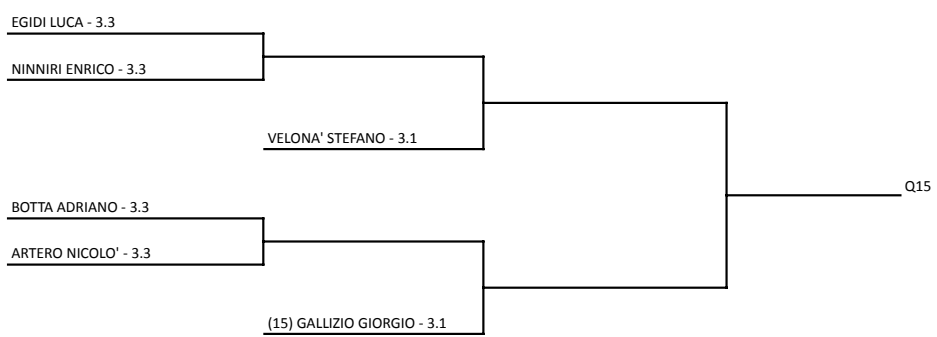 EGIDI LUCA - 3.3
NINNIRI ENRICO - 3.3
VELONA' STEFANO - 3.1
Q15
BOTTA ADRIANO - 3.3
ARTERO NICOLO' - 3.3
(15) GALLIZIO GIORGIO - 3.1